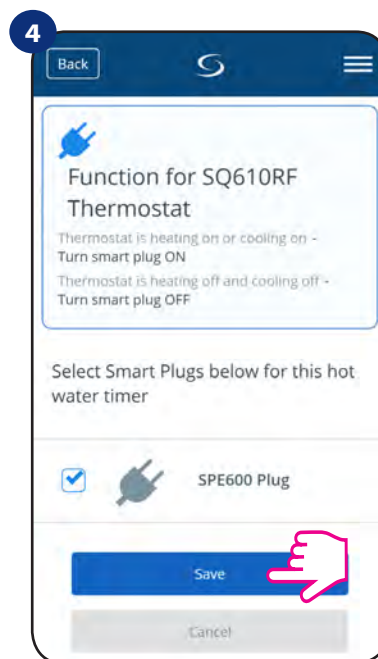 4
Back
Function for SQ610RF
Thermostat
Thermostat is heating on or cooling on -
Turn smart plug ON
Thermostat is heating off and cooling off -
Turn smart plug OFF
Select Smart Plugs below for this hot
water timer
SPE600 Plug
Save
Cancel